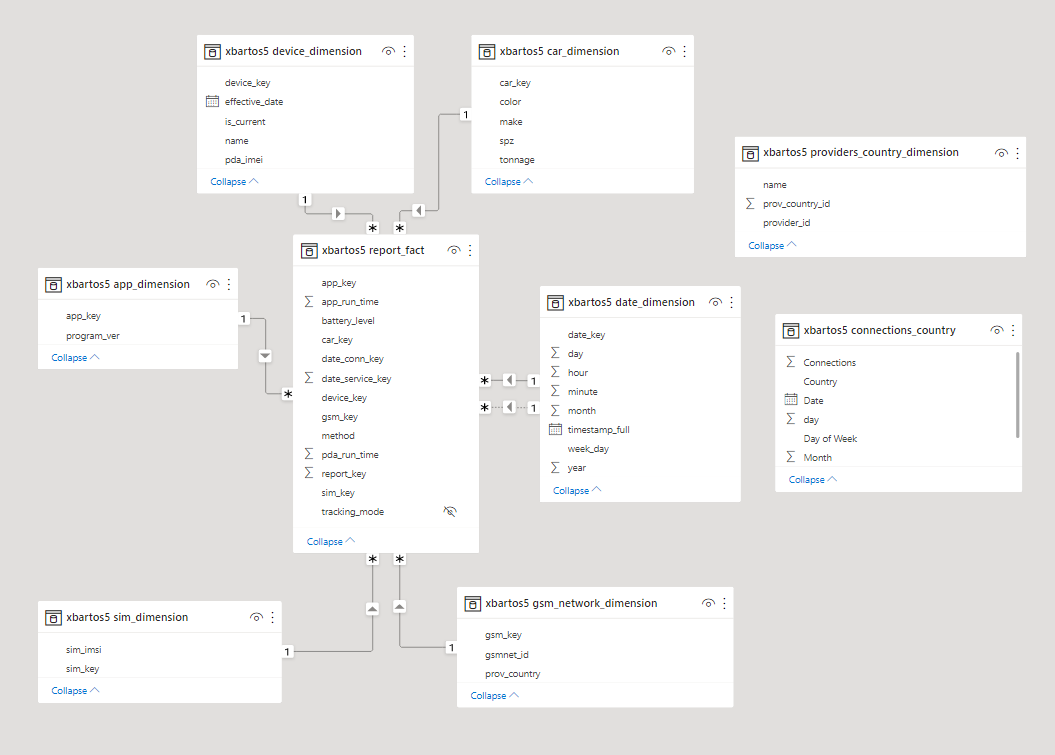 xbartos5 device_dimension
device_key
effective_date
is_current
name
pda_imei
Collapse
xbartos5 car_dimension
car_key
color
make
spz
tonnage
Collapse
xbartos5 providers_country_dimension
name
prov_country_id
provider_id
Collapse
1
1
*
*
xbartos5 report_fact
app_key
app_run_time
battery_level
car_key
date_conn_key
date_service_key
device_key
gsm_key
method
pda_run_time
report_key
sim_key
tracking_mode
Collapse
xbartos5 app_dimension
app_key
program_ver
Collapse
1
*
xbartos5 date_dimension
date_key
day
hour
minute
month
timestamp_full
week_day
year
Collapse
* 1
* 1
xbartos5 connections_country
Connections
Country
Date
day
Day of Week
Month
Collapse
*
*
xbartos5 sim_dimension
sim_imsi
sim_key
Collapse
1
xbartos5 gsm_network_dimension
gsm_key
gsmnet_id
prov_country
Collapse
1